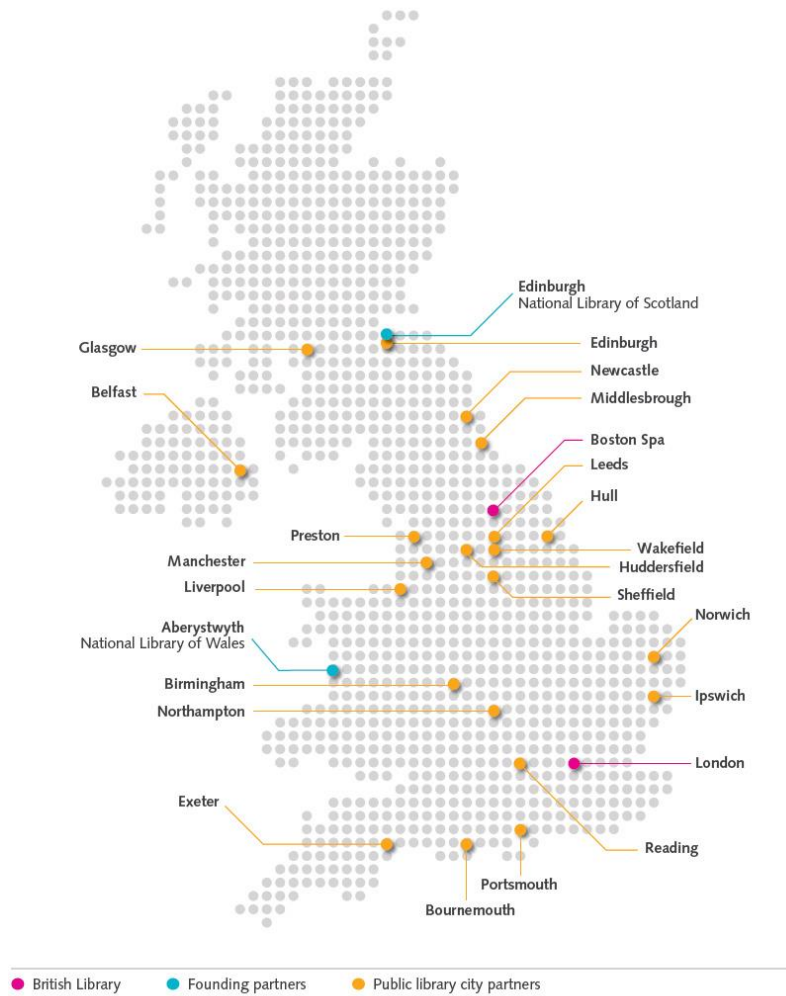 Edinburgh
National Library of Scotland
Edinburgh
Glasgow
Newcastle
Belfast
Middlesbrough
Boston Spa
Leeds
Hull
Preston
Wakefield
Manchester
Huddersfield
Liverpool
Sheffield
Norwich
Aberystwyth
National Library of Wales
Birmingham
Ipswich
Northampton
London
Exeter
Reading
Portsmouth
Bournemouth
British Library
Founding partners
Public library city partners